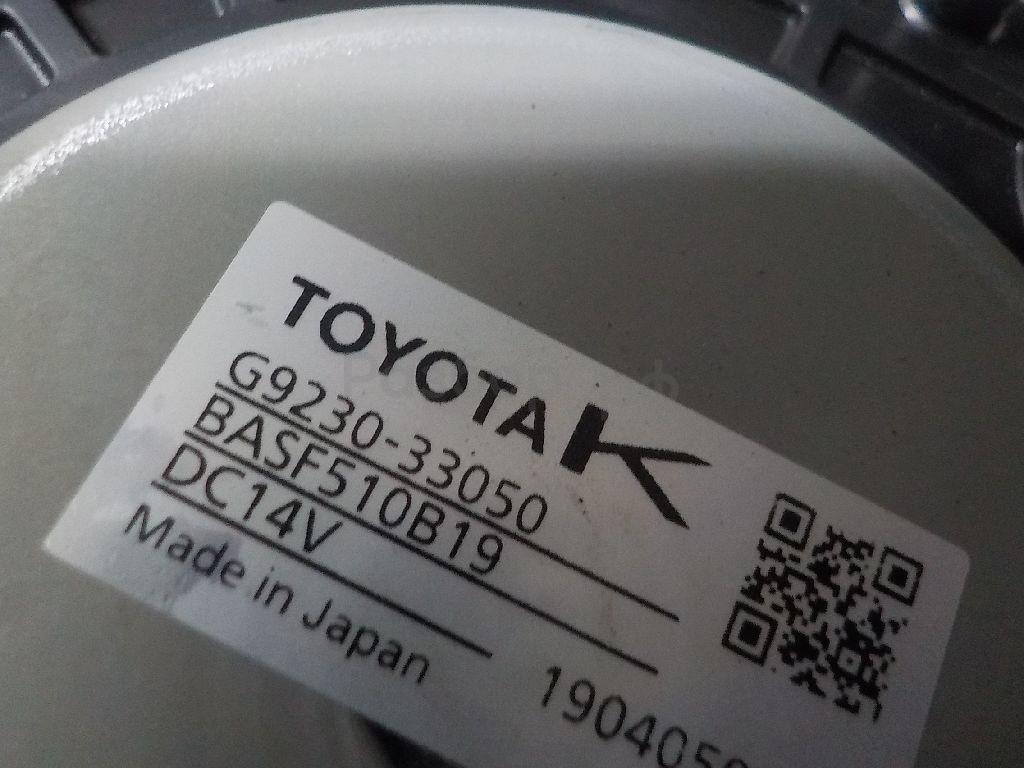 TOYOTA K
G9230-33050
BASF510B19
DC14V
Made in Japan